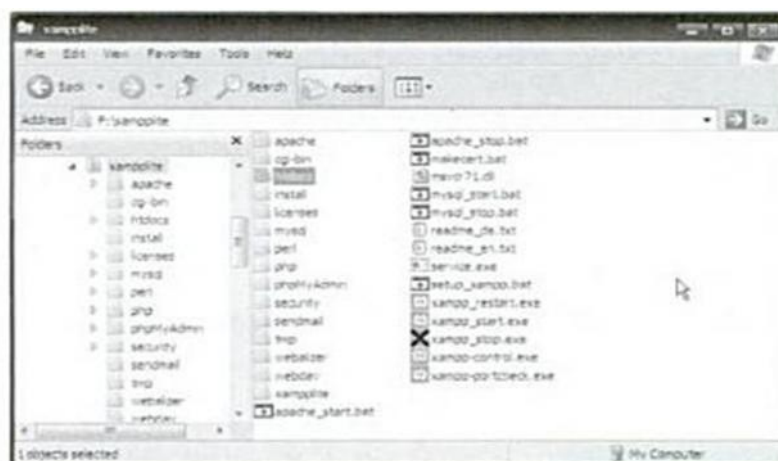 xampplite
File Edit View Favorites Tools Help
Back Search Folders
Address F:\xampplite Go
Folders
xampplite
apache
cgi-bin
htdocs
install
licenses
mysql
perl
php
phpMyAdmin
security
sendmail
tmp
webalizer
webdav
apache
cgi-bin
htdocs
install
licenses
mysql
perl
php
phpMyAdmin
security
sendmail
tmp
webalizer
webdav
xampplite
apache_start.bat
apache_stop.bat
makecert.bat
msvcr71.dll
mysql_start.bat
mysql_stop.bat
readme_de.txt
readme_en.txt
service.exe
setup_xampp.bat
xampp_restart.exe
xampp_start.exe
xampp_stop.exe
xampp-control.exe
xampp-portcheck.exe
1 objects selected
My Computer